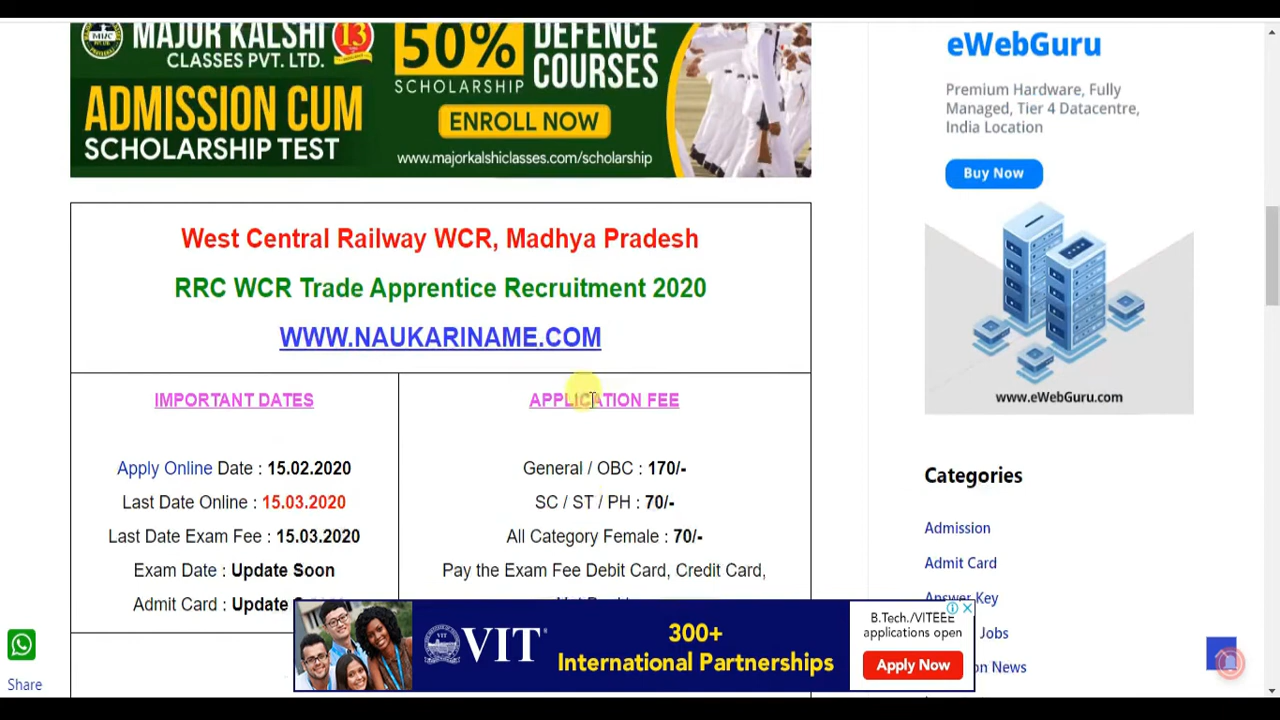 MAJOR KALSHI
CLASSES PVT. LTD.
13
ADMISSION CUM
SCHOLARSHIP TEST
50%
SCHOLARSHIP
DEFENCE
COURSES
ENROLL NOW
www.majorkalshiclasses.com/scholarship
eWebGuru
Premium Hardware, Fully
Managed, Tier 4 Datacentre,
India Location
Buy Now
www.eWebGuru.com
West Central Railway WCR, Madhya Pradesh
RRC WCR Trade Apprentice Recruitment 2020
WWW.NAUKARINAME.COM
IMPORTANT DATES
Apply Online Date : 15.02.2020
Last Date Online : 15.03.2020
Last Date Exam Fee : 15.03.2020
Exam Date : Update Soon
Admit Card : Update
APPLICATION FEE
General / OBC : 170/-
SC / ST / PH : 70/-
All Category Female : 70/-
Pay the Exam Fee Debit Card, Credit Card,
Categories
Admission
Admit Card
Answer Key
Jobs
News
VIT
300+
International Partnerships
B.Tech./VITEEE
applications open
Apply Now
Share